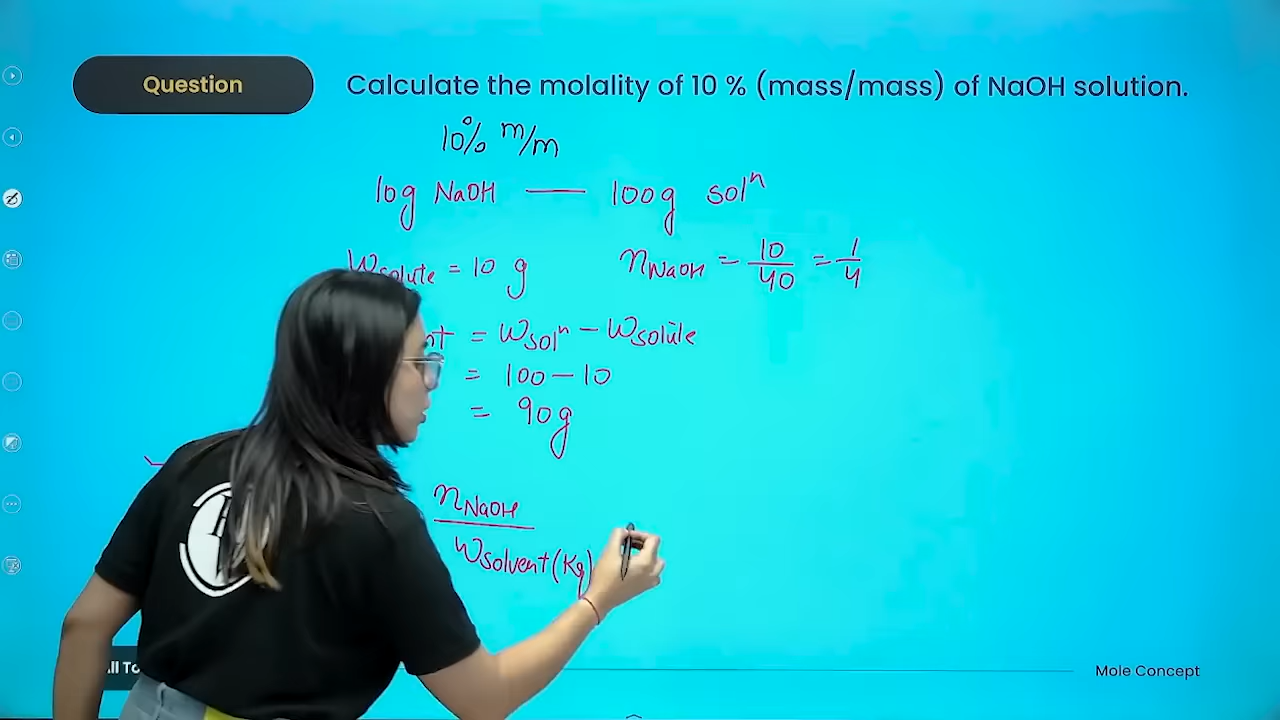 Question
Calculate the molality of 10 % (mass/mass) of NaOH solution.
10% m/m
10g NaOH — 100g solⁿ
Wsolute = 10 g
nNaOH = 10/40 = 1/4
= Wsolⁿ - Wsolute
= 100 - 10
= 90g
nNaOH
Wsolvent (Kg)
Mole Concept